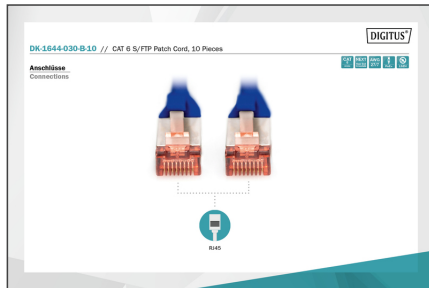 DIGITUS®
DK-1644-030-B-10 // CAT 6 S/FTP Patch Cord, 10 Pieces
Anschlüsse
Connections
RJ45